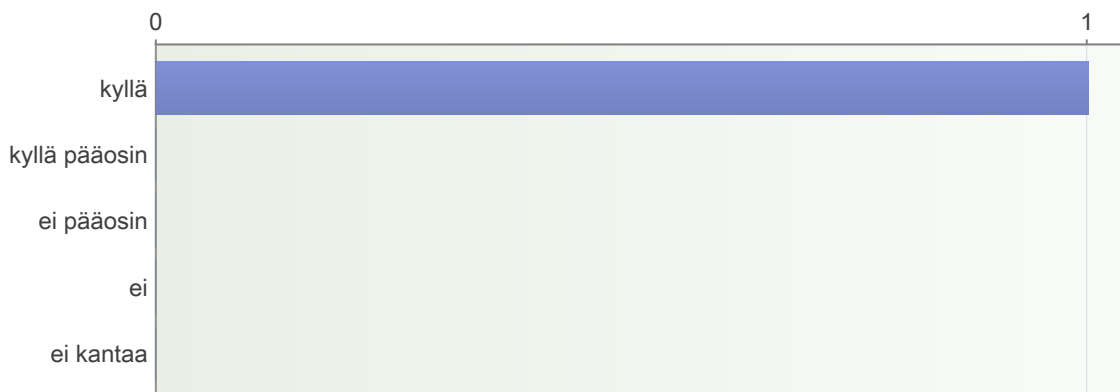 0 1
kyllä
kyllä pääosin
ei pääosin
ei
ei kantaa